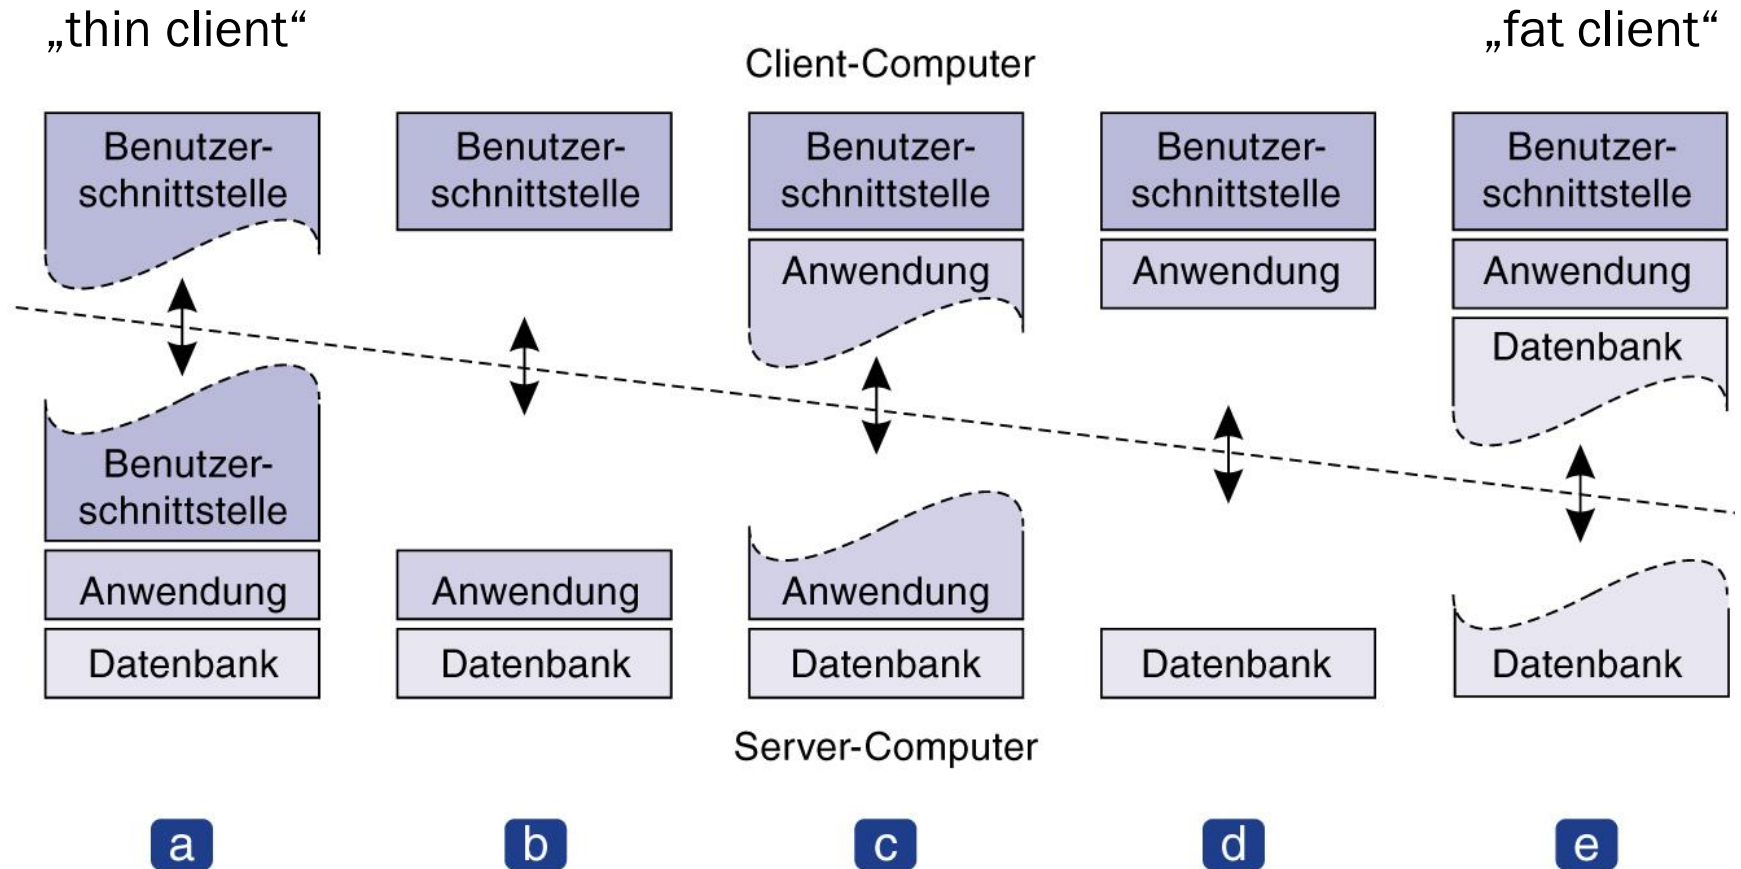 „thin client“
„fat client“
Client-Computer
Benutzer-
schnittstelle
Benutzer-
schnittstelle
Benutzer-
schnittstelle
Benutzer-
schnittstelle
Benutzer-
schnittstelle
Anwendung
Anwendung
Anwendung
Datenbank
Benutzer-
schnittstelle
Anwendung
Anwendung
Anwendung
Datenbank
Datenbank
Datenbank
Datenbank
Datenbank
Server-Computer
a
b
c
d
e